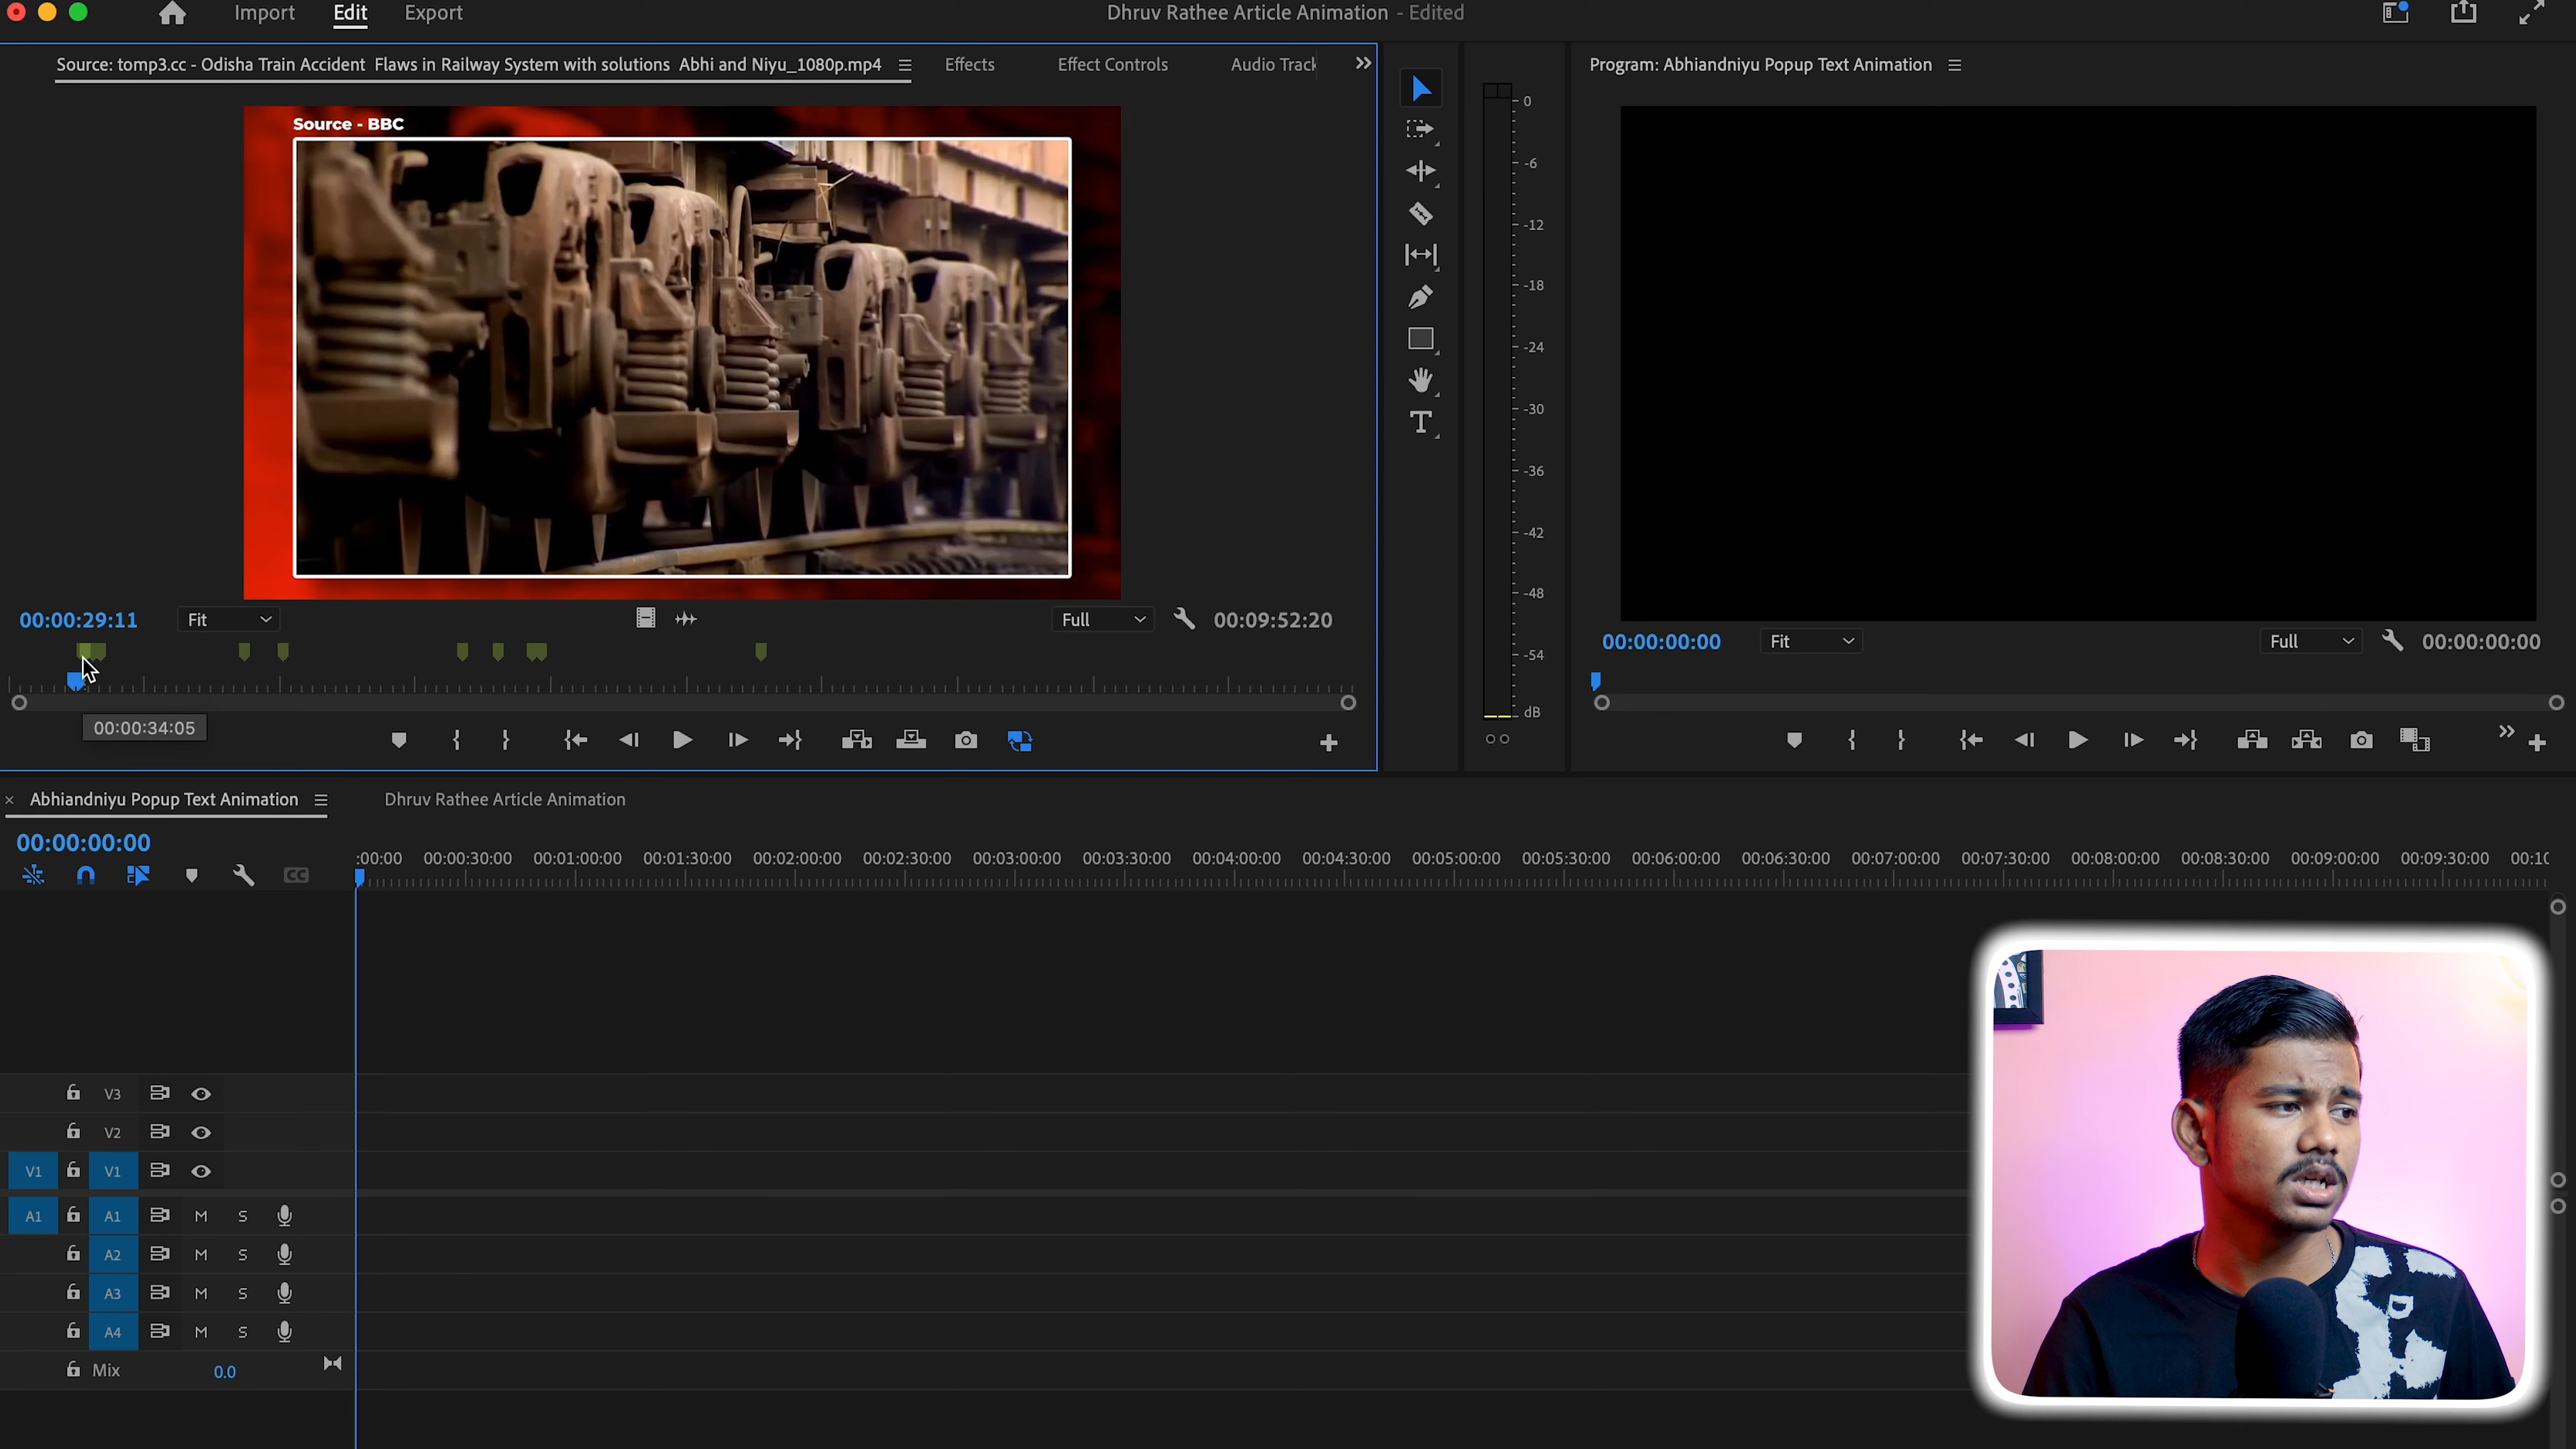 Import Edit Export
Dhruv Rathee Article Animation - Edited
Source: tomp3.cc - Odisha Train Accident Flaws in Railway System with solutions Abhi and Niyu_1080p.mp4
Effects
Effect Controls
Audio Track
Program: Abhiandniyu Popup Text Animation
Source - BBC
0
-6
-12
-18
-24
-30
-36
-42
-48
-54
dB
00:00:29:11
Fit
Full
00:09:52:20
00:00:00:00
Fit
Full
00:00:00:00
00:00:34:05
Abhiandniyu Popup Text Animation
Dhruv Rathee Article Animation
00:00:00:00
:00:00 00:00:30:00 00:01:00:00 00:01:30:00 00:02:00:00 00:02:30:00 00:03:00:00 00:03:30:00 00:04:00:00 00:04:30:00 00:05:00:00 00:05:30:00 00:06:00:00 00:06:30:00 00:07:00:00 00:07:30:00 00:08:00:00 00:08:30:00 00:09:00:00 00:09:30:00 00:10
CC
V3
V2
V1 V1
A1 A1 M S
A2 M S
A3 M S
A4 M S
Mix 0.0